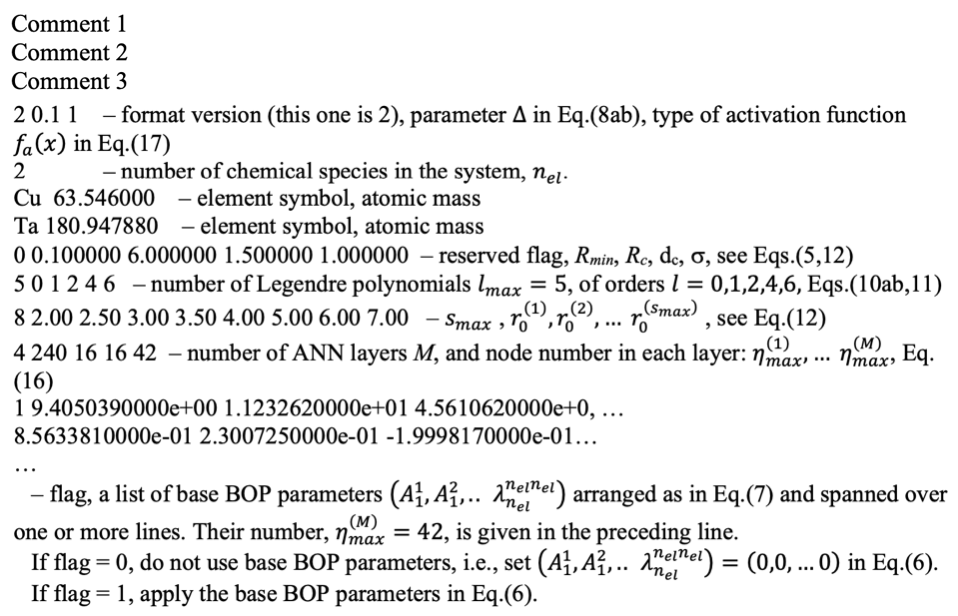 Comment 1
Comment 2
Comment 3
2 0.1 1 – format version (this one is 2), parameter Δ in Eq.(8ab), type of activation function
fₐ(x) in Eq.(17)
2 – number of chemical species in the system, n_{el}.
Cu 63.546000 – element symbol, atomic mass
Ta 180.947880 – element symbol, atomic mass
0 0.100000 6.000000 1.500000 1.000000 – reserved flag, R_{min}, R_c, d_c, σ, see Eqs.(5,12)
5 0 1 2 4 6 – number of Legendre polynomials l_{max} = 5, of orders l = 0,1,2,4,6, Eqs.(10ab,11)
8 2.00 2.50 3.00 3.50 4.00 5.00 6.00 7.00 – s_{max} , r_0^{(1)}, r_0^{(2)}, ... r_0^{(s_{max})} , see Eq.(12)
4 240 16 16 42 – number of ANN layers M, and node number in each layer: η_{max}^{(1)}, ... η_{max}^{(M)}, Eq.
(16)
1 9.4050390000e+00 1.1232620000e+01 4.5610620000e+0, …
8.5633810000e-01 2.3007250000e-01 -1.9998170000e-01…
…
– flag, a list of base BOP parameters (A_1^1, A_1^2,.. λ_{n_{el}}^{n_{el}n_{el}}) arranged as in Eq.(7) and spanned over
one or more lines. Their number, η_{max}^{(M)} = 42, is given in the preceding line.
If flag = 0, do not use base BOP parameters, i.e., set (A_1^1, A_1^2,.. λ_{n_{el}}^{n_{el}n_{el}}) = (0,0, ... 0) in Eq.(6).
If flag = 1, apply the base BOP parameters in Eq.(6).